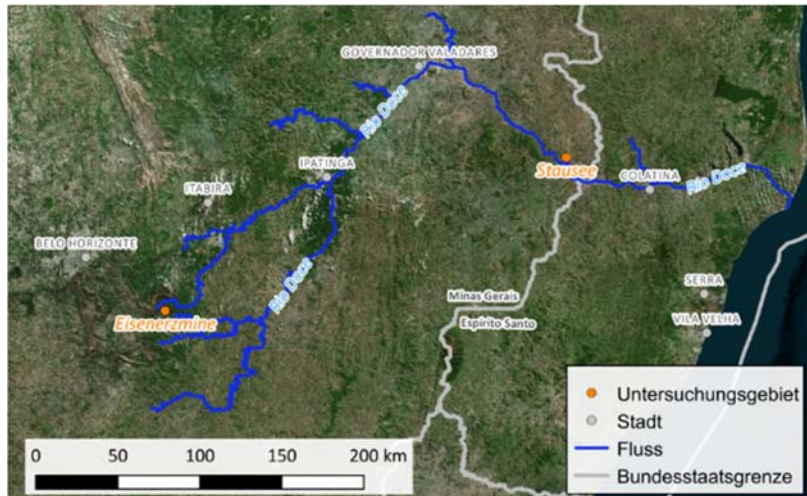 GOVERNADOR VALADARES
Rio Doce
IPATINGA
Stausee
ITABIRA
COLATINA
Rio Doce
BELO HORIZONTE
Rio Doce
SERRA
Minas Gerais
Eisenerzmine
Espírito Santo
VILA VELHA
Untersuchungsgebiet
Stadt
Fluss
Bundesstaatsgrenze
0 50 100 150 200 km